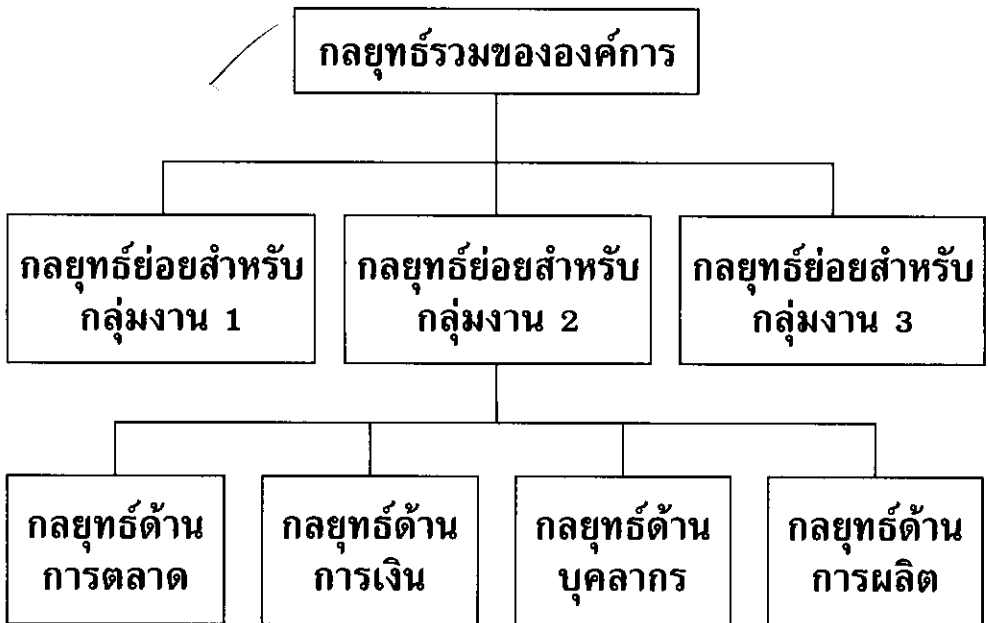 กลยุทธ์รวมขององค์การ
กลยุทธ์ย่อยสำหรับ
กลุ่มงาน 1
กลยุทธ์ย่อยสำหรับ
กลุ่มงาน 2
กลยุทธ์ย่อยสำหรับ
กลุ่มงาน 3
กลยุทธ์ด้าน
การตลาด
กลยุทธ์ด้าน
การเงิน
กลยุทธ์ด้าน
บุคลากร
กลยุทธ์ด้าน
การผลิต